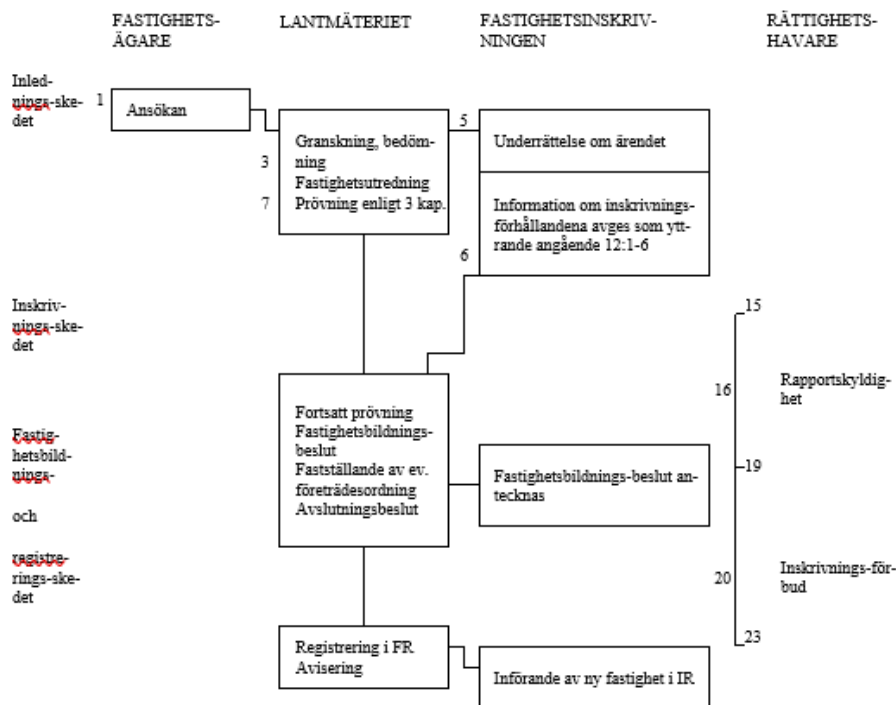 FASTIGHETS-
ÄGARE
LANTMÄTERIET
FASTIGHETSINSKRIV-
NINGEN
RÄTTIGHETS-
HAVARE
Inled-
nings-ske-
det
1
Ansökan
3
7
Granskning, bedöm-
ning
Fastighetsutredning
Prövning enligt 3 kap.
5
Underrättelse om ärendet
Information om inskrivnings-
förhållandena avges som ytt-
rande angående 12:1-6
6
Inskriv-
nings-ske-
det
15
16
Rapportskyldig-
het
Fastig-
hetsbild-
nings-
och
registre-
rings-ske-
det
Fortsatt prövning
Fastighetsbildnings-
beslut
Fastställande av ev.
företrädesordning
Avslutningsbeslut
Fastighetsbildnings-beslut an-
tecknas
19
20
Inskrivnings-för-
bud
23
Registrering i FR
Avisering
Införande av ny fastighet i IR